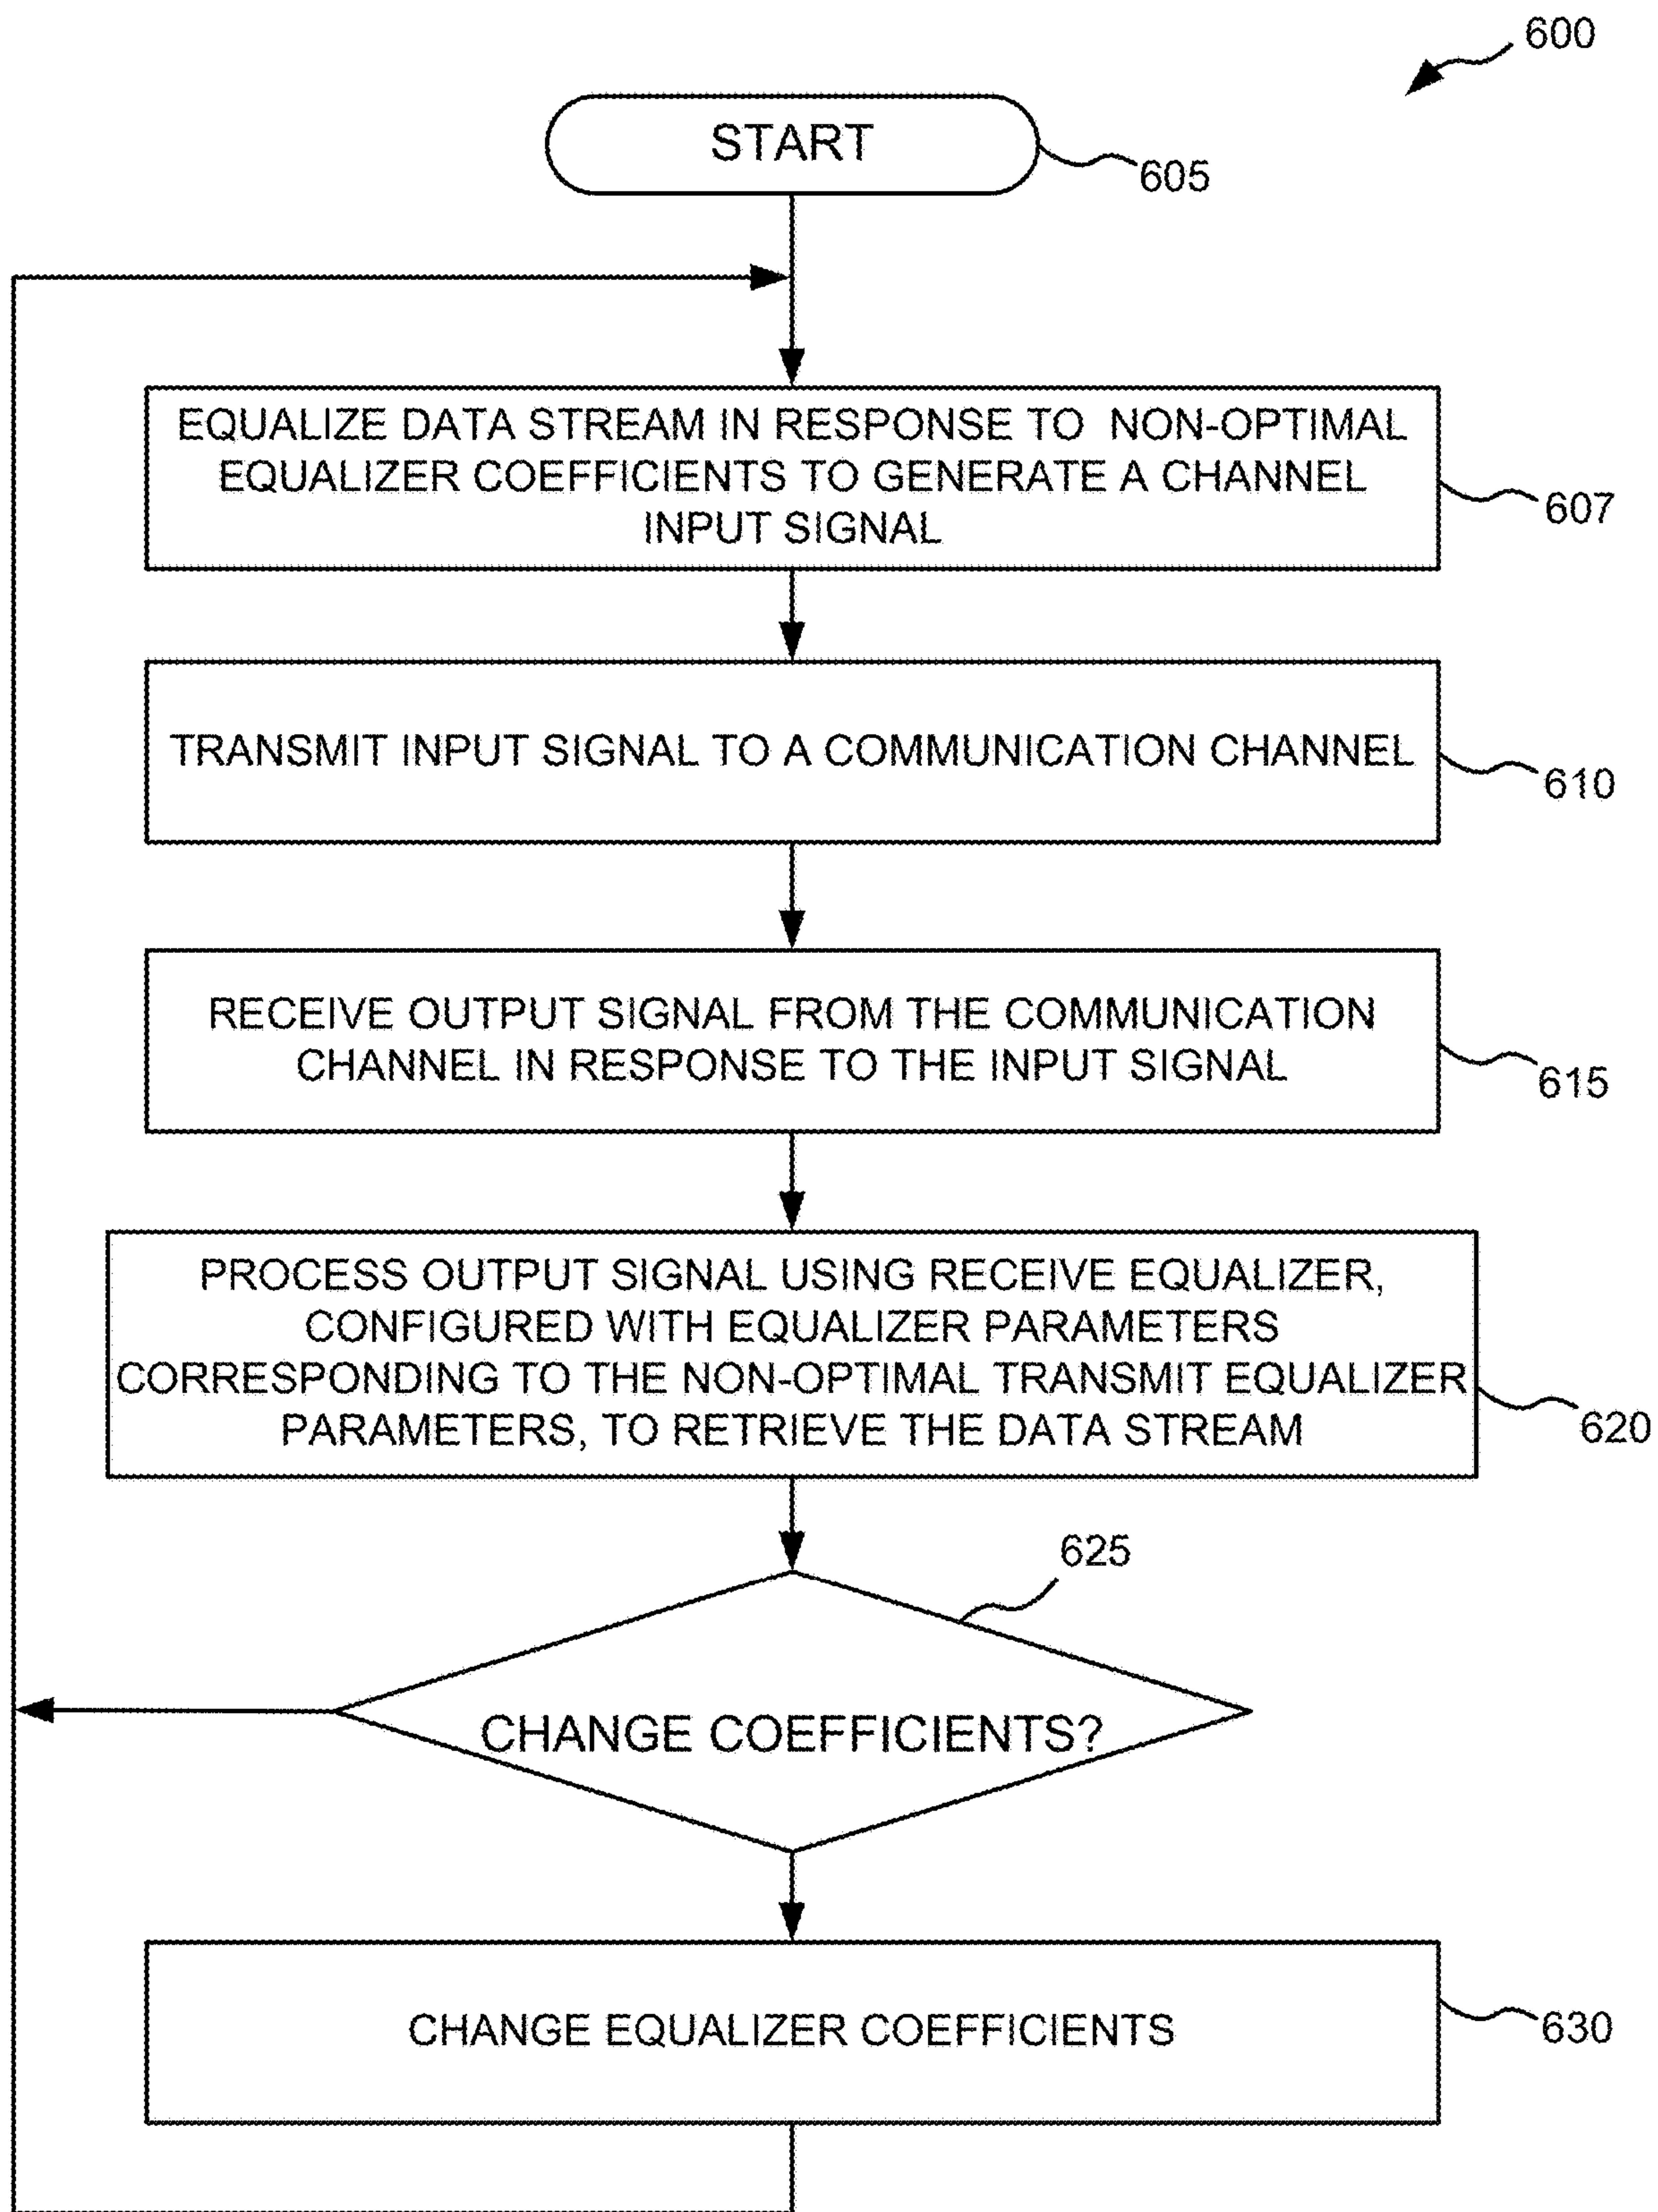 600
START
605
EQUALIZE DATA STREAM IN RESPONSE TO NON-OPTIMAL
EQUALIZER COEFFICIENTS TO GENERATE A CHANNEL
INPUT SIGNAL
607
TRANSMIT INPUT SIGNAL TO A COMMUNICATION CHANNEL
610
RECEIVE OUTPUT SIGNAL FROM THE COMMUNICATION
CHANNEL IN RESPONSE TO THE INPUT SIGNAL
615
PROCESS OUTPUT SIGNAL USING RECEIVE EQUALIZER,
CONFIGURED WITH EQUALIZER PARAMETERS
CORRESPONDING TO THE NON-OPTIMAL TRANSMIT EQUALIZER
PARAMETERS, TO RETRIEVE THE DATA STREAM
620
625
CHANGE COEFFICIENTS?
CHANGE EQUALIZER COEFFICIENTS
630